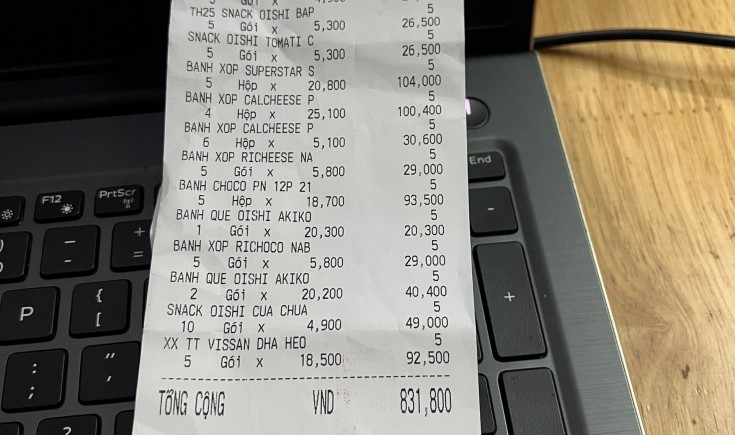 TH25 SNACK OISHI BAP 5
5 Gói x 5,300 26,500
SNACK OISHI TOMATI C 5
5 Gói x 5,300 26,500
BANH XOP SUPERSTAR S 5
5 Hộp x 20,800 104,000
BANH XOP CALCHEESE P 5
4 Hộp x 25,100 100,400
BANH XOP CALCHEESE P 5
6 Hộp x 5,100 30,600
BANH XOP RICHEESE NA 5
5 Gói x 5,800 29,000
BANH CHOCO PN 12P 21 5
5 Hộp x 18,700 93,500
BANH QUE OISHI AKIKO 5
1 Gói x 20,300 20,300
BANH XOP RICHOCO NAB 5
5 Gói x 5,800 29,000
BANH QUE OISHI AKIKO 5
2 Gói x 20,200 40,400
SNACK OISHI CUA CHUA 5
10 Gói x 4,900 49,000
XX TT VISSAN DHA HEO 5
5 Gói x 18,500 92,500
TỔNG CỘNG VND 831,800
F12
PrtScr
End
P
{
[
+
=
-
+
"
,
:
;
?